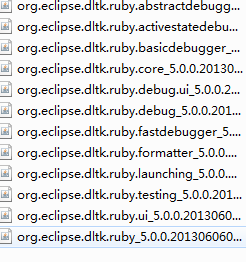 org.eclipse.dltk.ruby.abstractdebugg...
org.eclipse.dltk.ruby.activestatedebu...
org.eclipse.dltk.ruby.basicdebugger_...
org.eclipse.dltk.ruby.core_5.0.0.20130...
org.eclipse.dltk.ruby.debug.ui_5.0.0.2...
org.eclipse.dltk.ruby.debug_5.0.0.201...
org.eclipse.dltk.ruby.fastdebugger_5....
org.eclipse.dltk.ruby.formatter_5.0.0....
org.eclipse.dltk.ruby.launching_5.0.0....
org.eclipse.dltk.ruby.testing_5.0.0.201...
org.eclipse.dltk.ruby.ui_5.0.0.2013060...
org.eclipse.dltk.ruby_5.0.0.201306060...